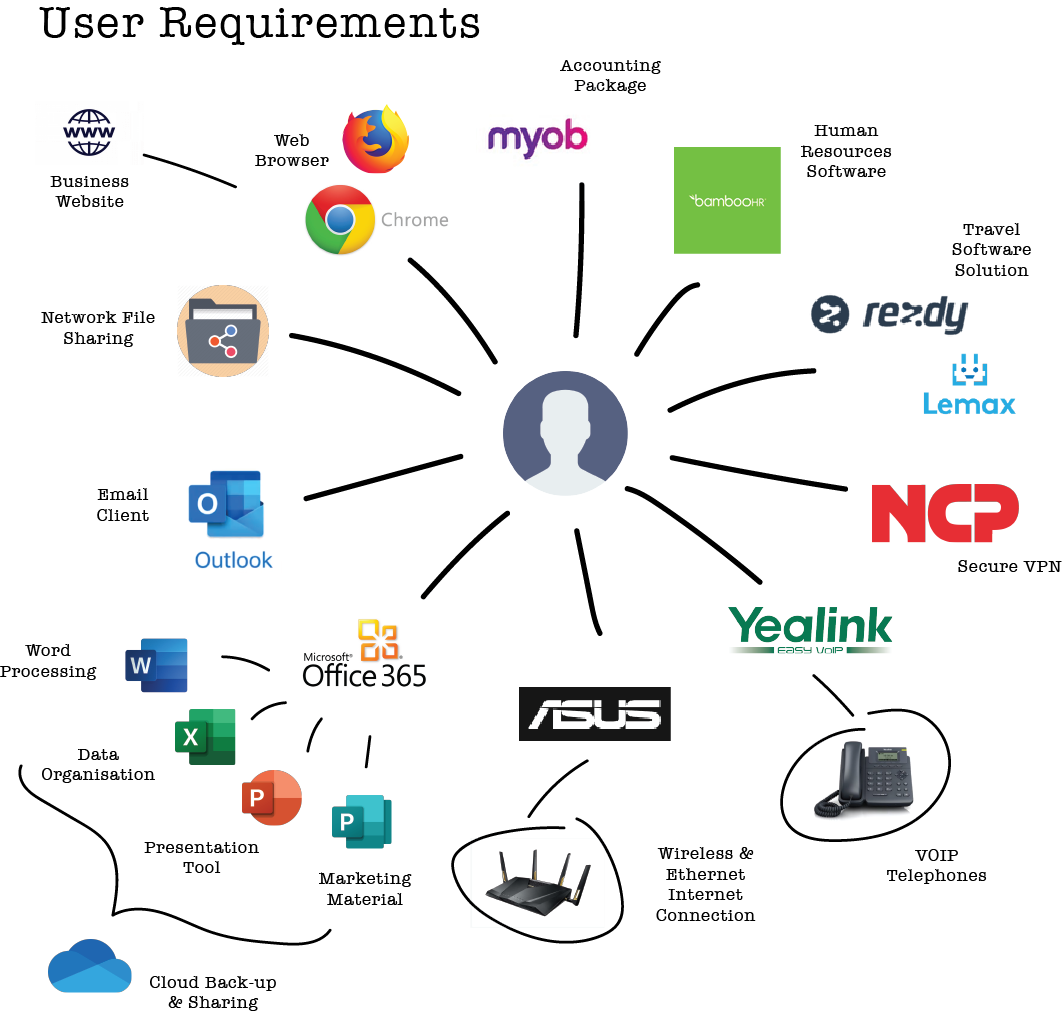 User Requirements
Accounting
Package
myob
Human
Resources
Software
bambooHR
www
Business
Website
Web
Browser
Chrome
Travel
Software
Solution
rezdy
Lemax
Network File
Sharing
Email
Client
O
Outlook
NCP
Secure VPN
Yealink
EASY VoIP
VOIP
Telephones
Microsoft®
Office 365
Word
Processing
W
X
Data
Organisation
P
Presentation
Tool
P
Marketing
Material
ASUS
Wireless &
Ethernet
Internet
Connection
Cloud Back-up
& Sharing